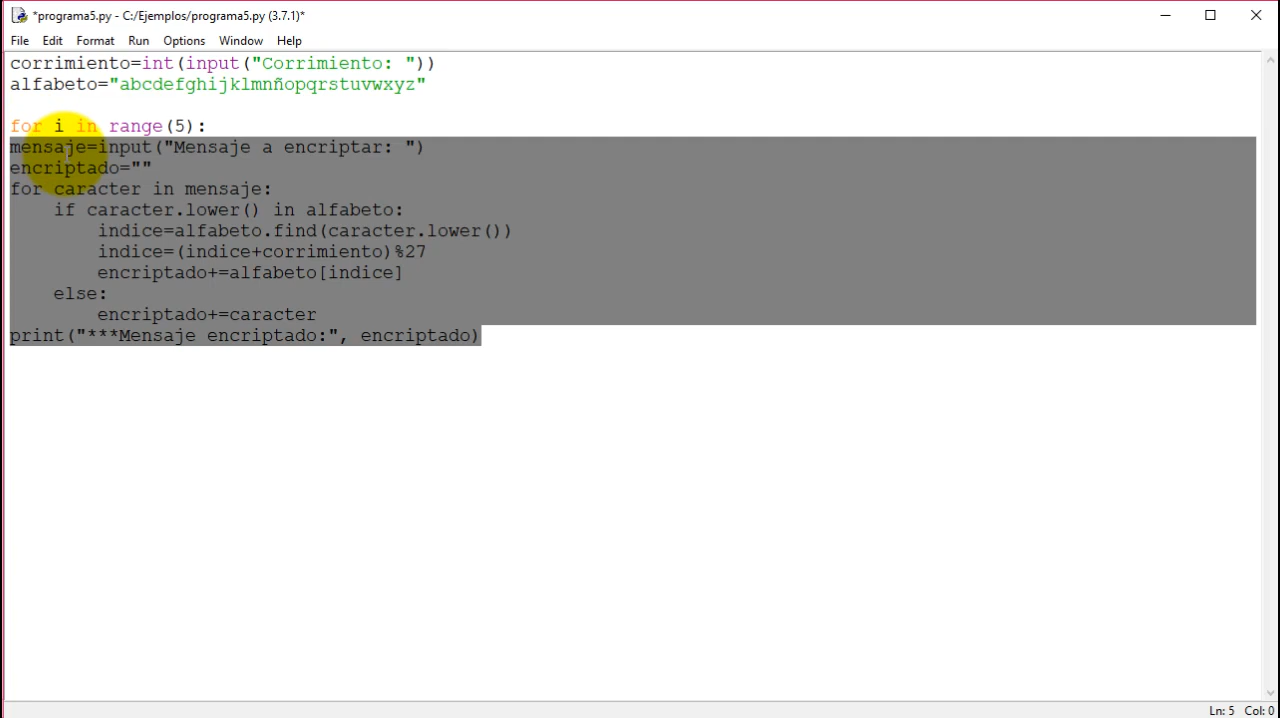 *programa5.py - C:/Ejemplos/programa5.py (3.7.1)*
File Edit Format Run Options Window Help
corrimiento=int(input("Corrimiento: "))
alfabeto="abcdefghijklmnñopqrstuvwxyz"
for i in range(5):
mensaje=input("Mensaje a encriptar: ")
encriptado=""
for caracter in mensaje:
    if caracter.lower() in alfabeto:
        indice=alfabeto.find(caracter.lower())
        indice=(indice+corrimiento)%27
        encriptado+=alfabeto[indice]
    else:
        encriptado+=caracter
print("***Mensaje encriptado:", encriptado)
Ln: 5 Col: 0